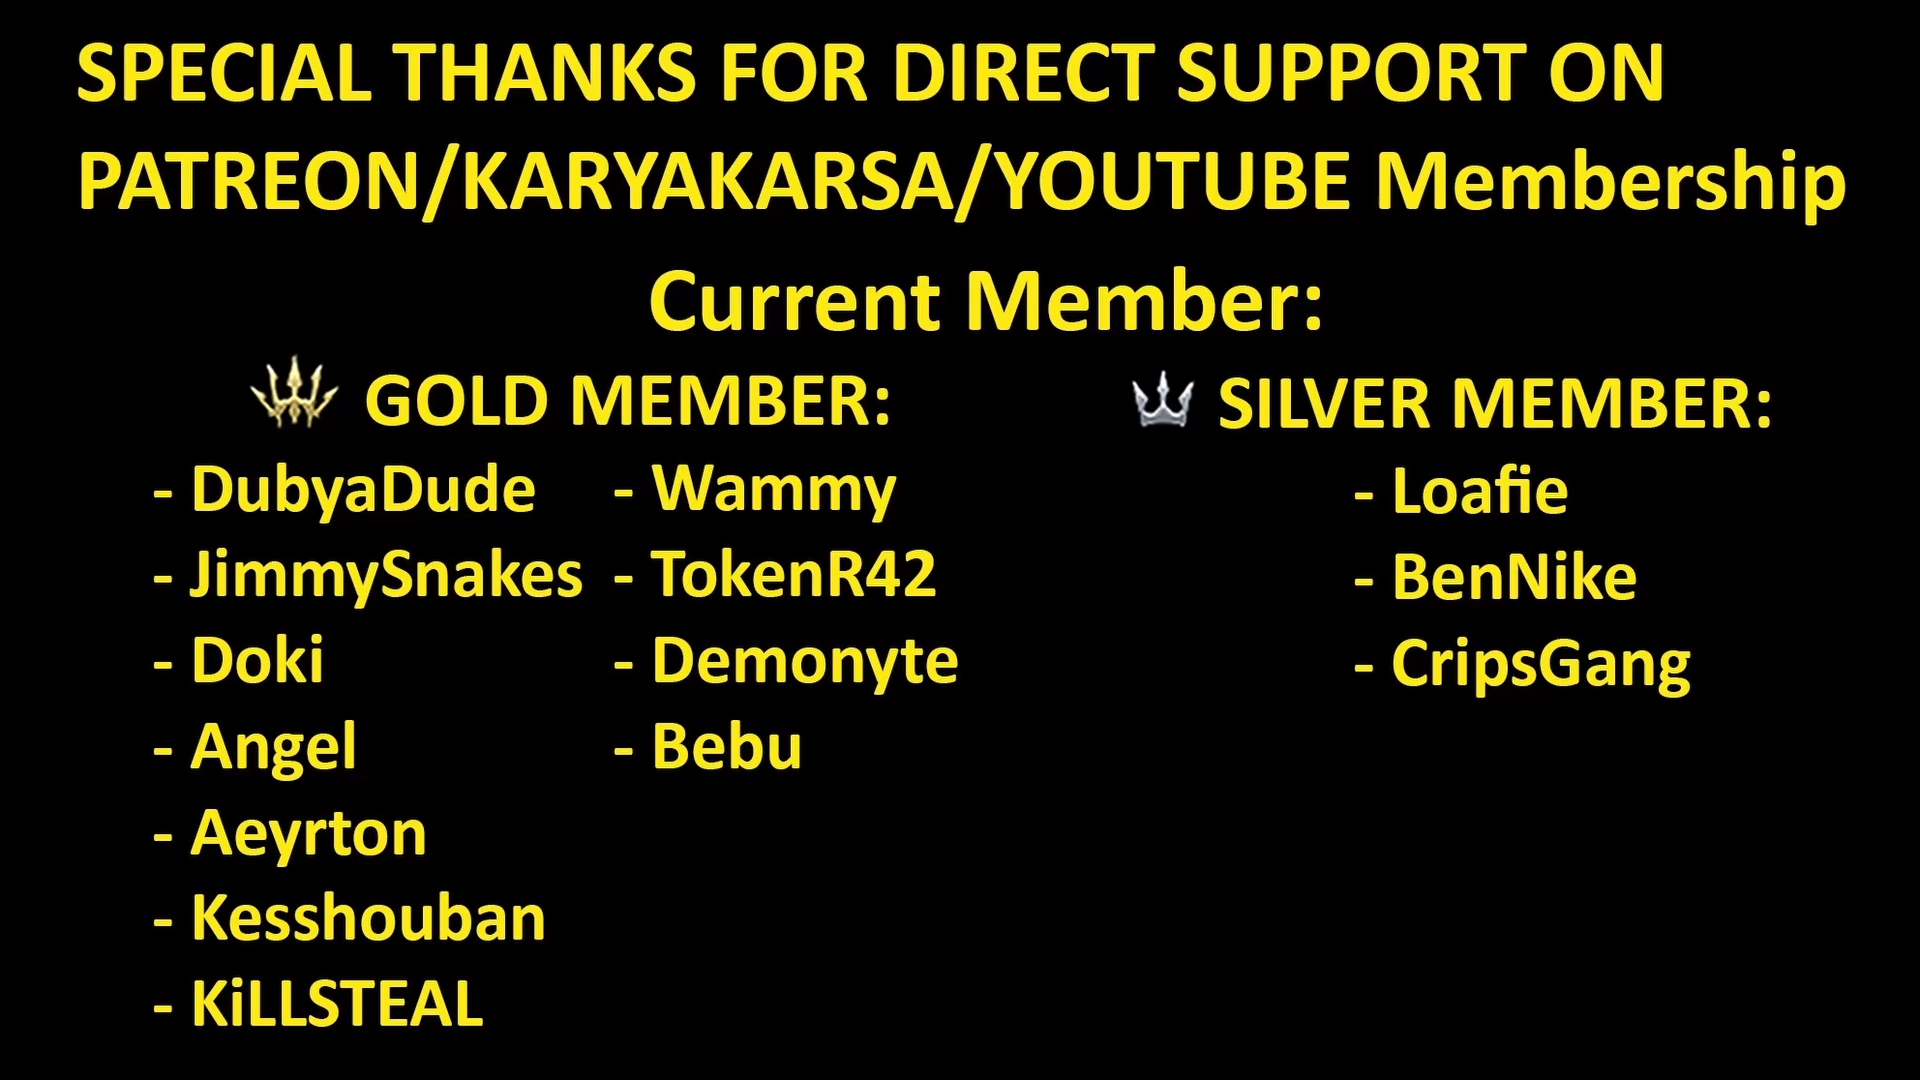 SPECIAL THANKS FOR DIRECT SUPPORT ON
PATREON/KARYAKARSA/YOUTUBE Membership
Current Member:
GOLD MEMBER:
- DubyaDude
- JimmySnakes
- Doki
- Angel
- Aeyrton
- Kesshouban
- KiLLSTEAL
- Wammy
- TokenR42
- Demonyte
- Bebu
SILVER MEMBER:
- Loafie
- BenNike
- CripsGang